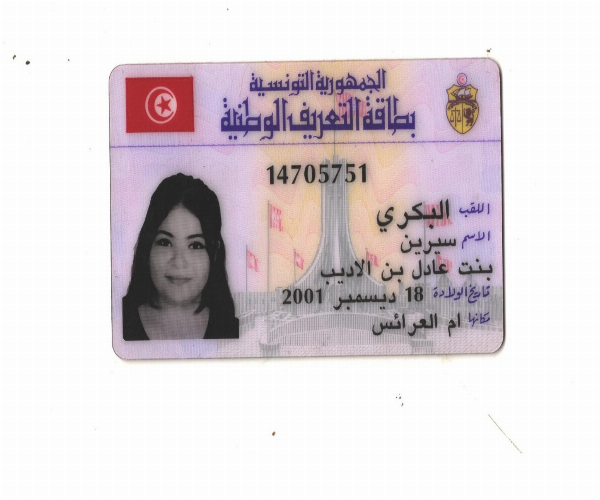 الجمهورية التونسية
بطاقة التعريف الوطنية
14705751
اللقب البكري
الاسم سيرين
بنت عادل بن الاديب
تاريخ الولادة 18 ديسمبر 2001
مكانها ام العرائس